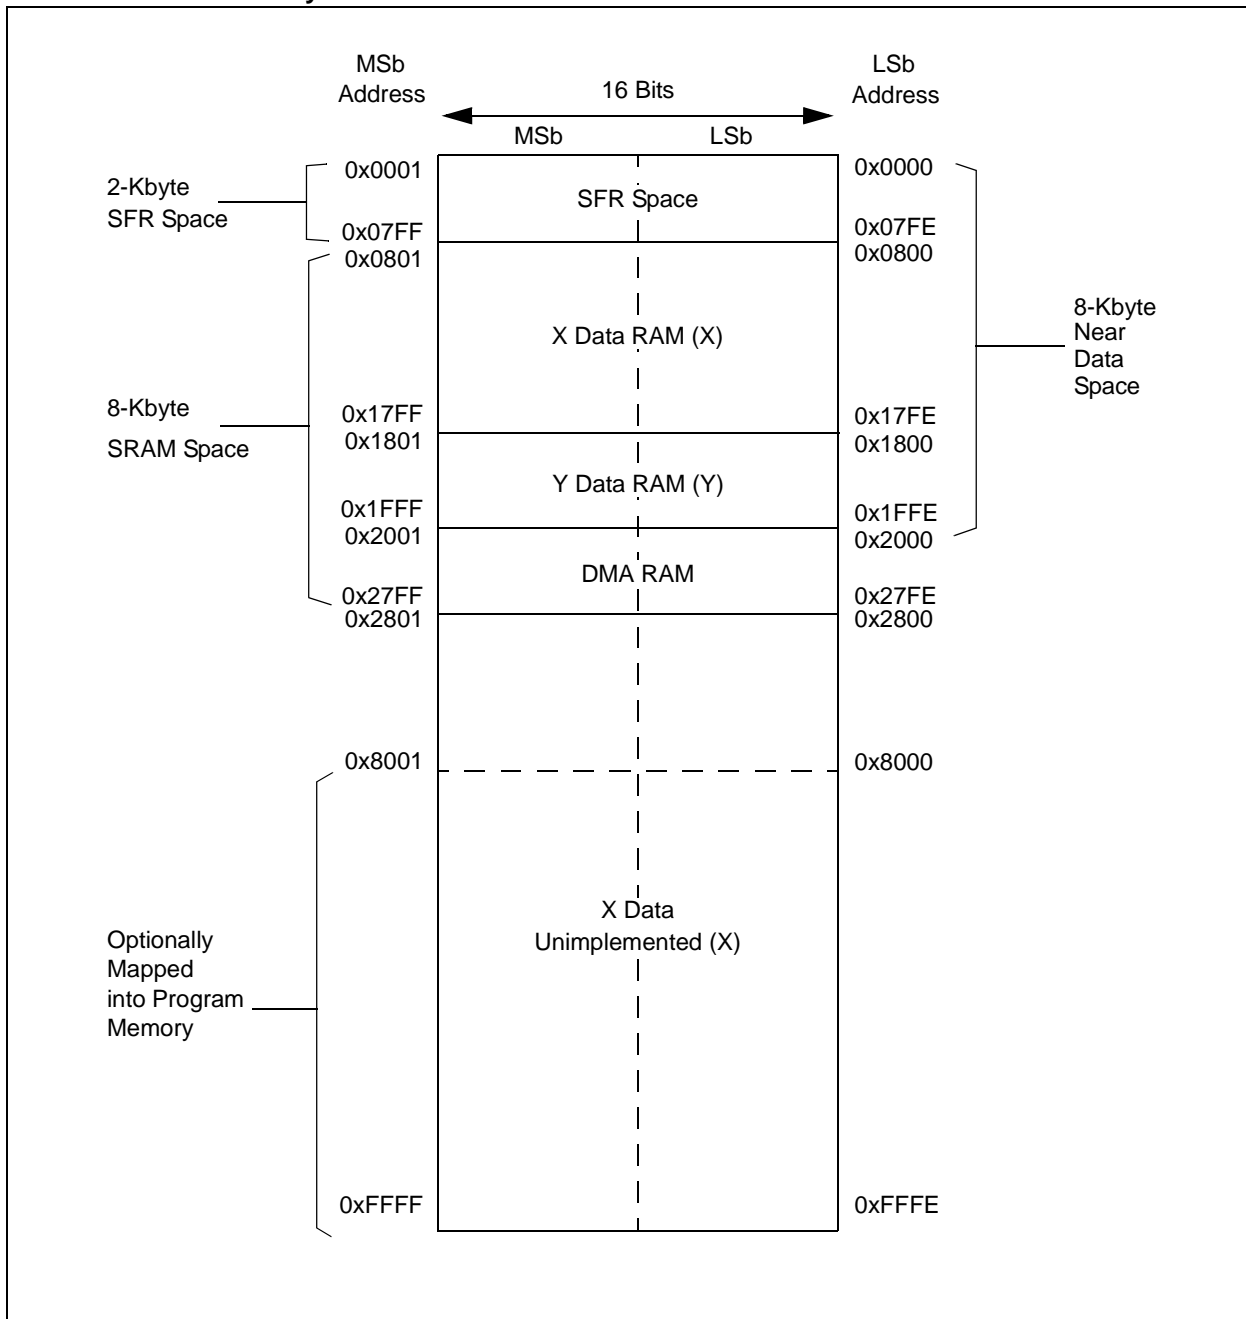 MSb
Address
16 Bits
LSb
Address
MSb
LSb
2-Kbyte
SFR Space
0x0001
0x07FF
0x0801
SFR Space
0x0000
0x07FE
0x0800
8-Kbyte
SRAM Space
X Data RAM (X)
8-Kbyte
Near
Data
Space
0x17FF
0x1801
0x17FE
0x1800
Y Data RAM (Y)
0x1FFF
0x2001
0x1FFE
0x2000
DMA RAM
0x27FF
0x2801
0x27FE
0x2800
0x8001
0x8000
Optionally
Mapped
into Program
Memory
X Data
Unimplemented (X)
0xFFFF
0xFFFE